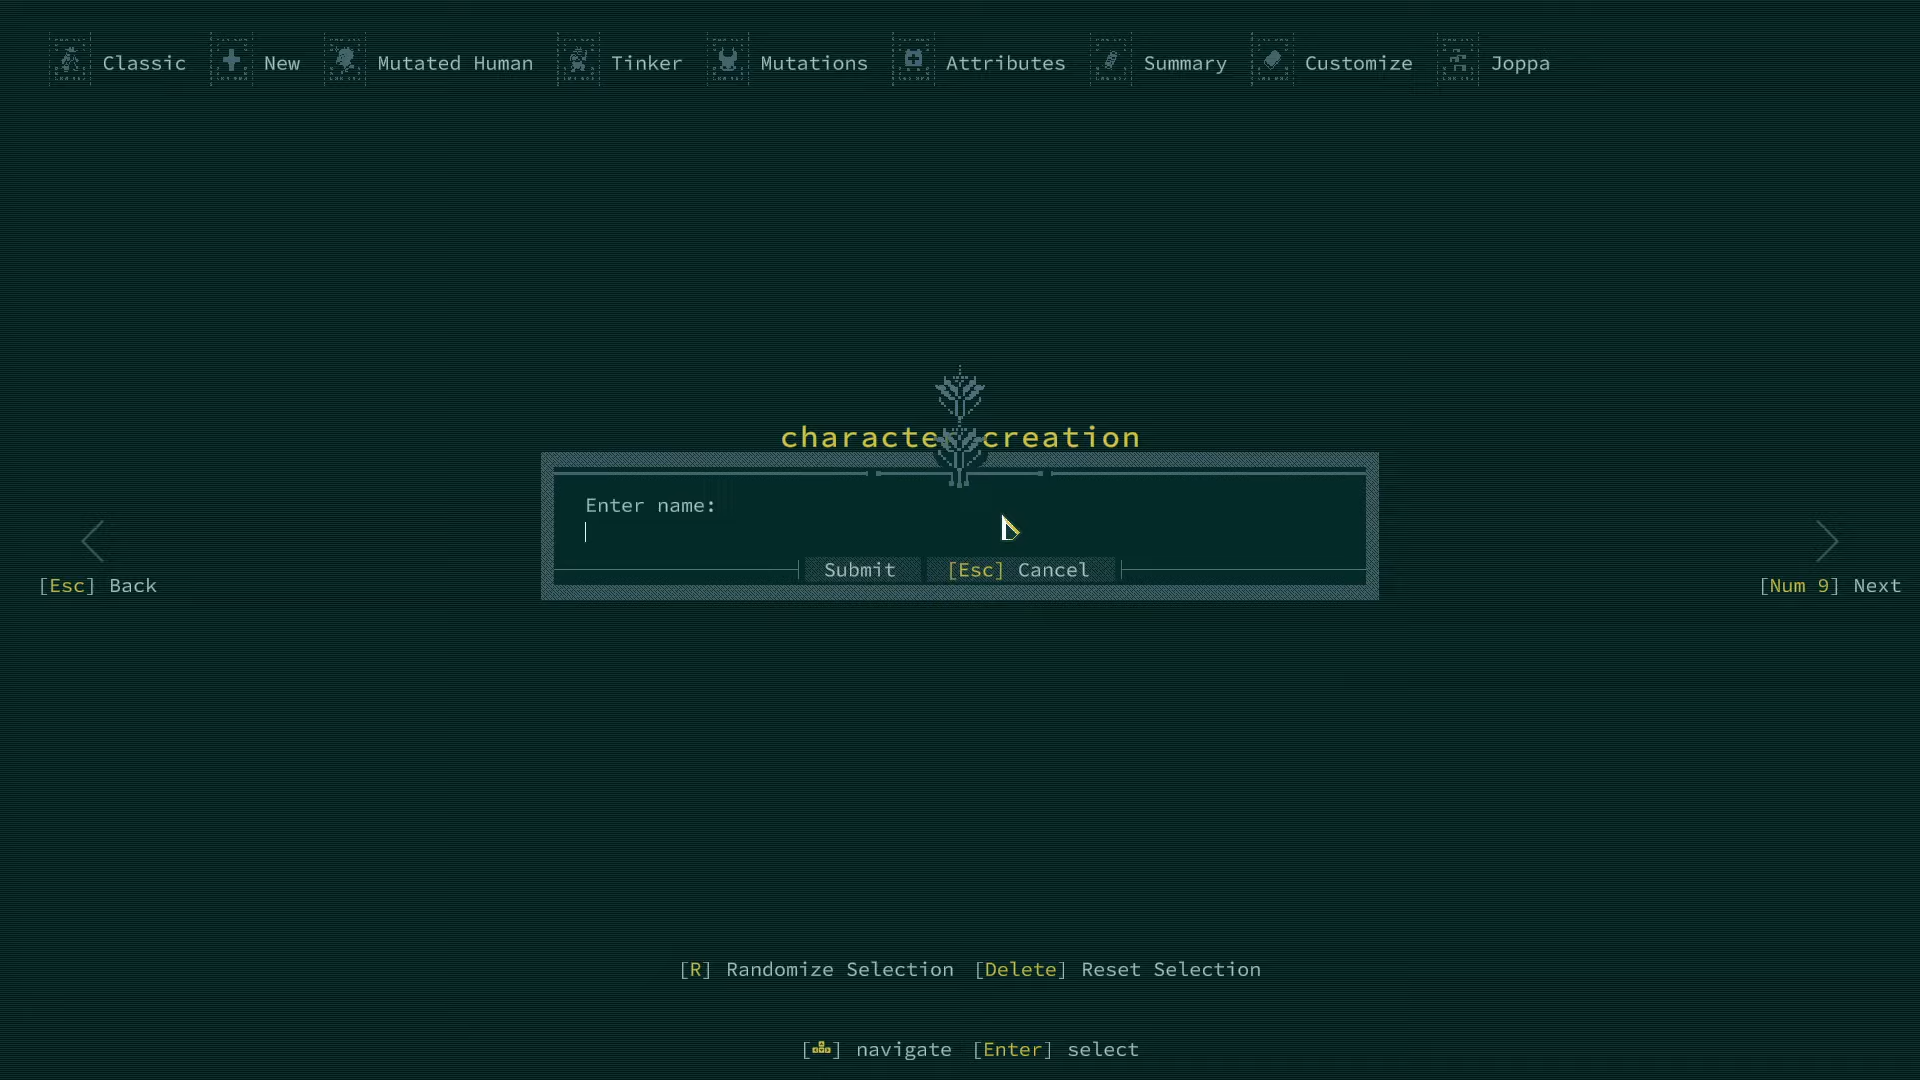 Classic New Mutated Human Tinker Mutations Attributes Summary Customize Joppa
character creation
Enter name:
Submit [Esc] Cancel
[Esc] Back
[Num 9] Next
[R] Randomize Selection [Delete] Reset Selection
navigate [Enter] select